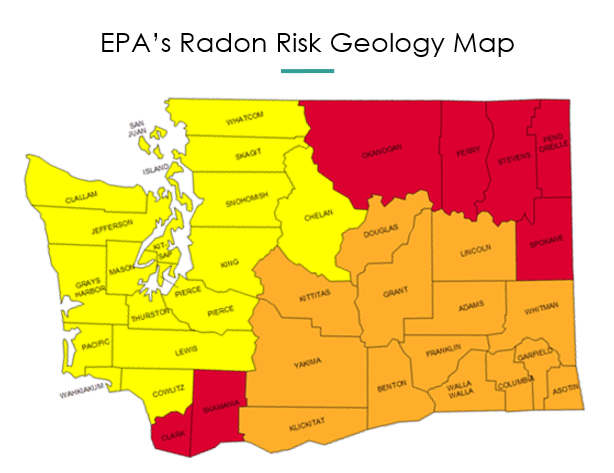 EPA's Radon Risk Geology Map
WHATCOM
SAN
JUAN
SKAGIT
ISLAND
OKANOGAN
FERRY
STEVENS
PEND
OREILLE
CLALLAM
SNOHOMISH
CHELAN
JEFFERSON
DOUGLAS
KIT-
SAP
LINCOLN
SPOKANE
MASON
KING
GRAYS
HARBOR
PIERCE
KITTITAS
GRANT
THURSTON
PIERCE
ADAMS
WHITMAN
PACIFIC
LEWIS
FRANKLIN
GARFIELD
YAKIMA
WAHKIAKUM
COWLITZ
BENTON
WALLA
WALLA
COLUMBIA
ASOTIN
SKAMANIA
KLICKITAT
CLARK